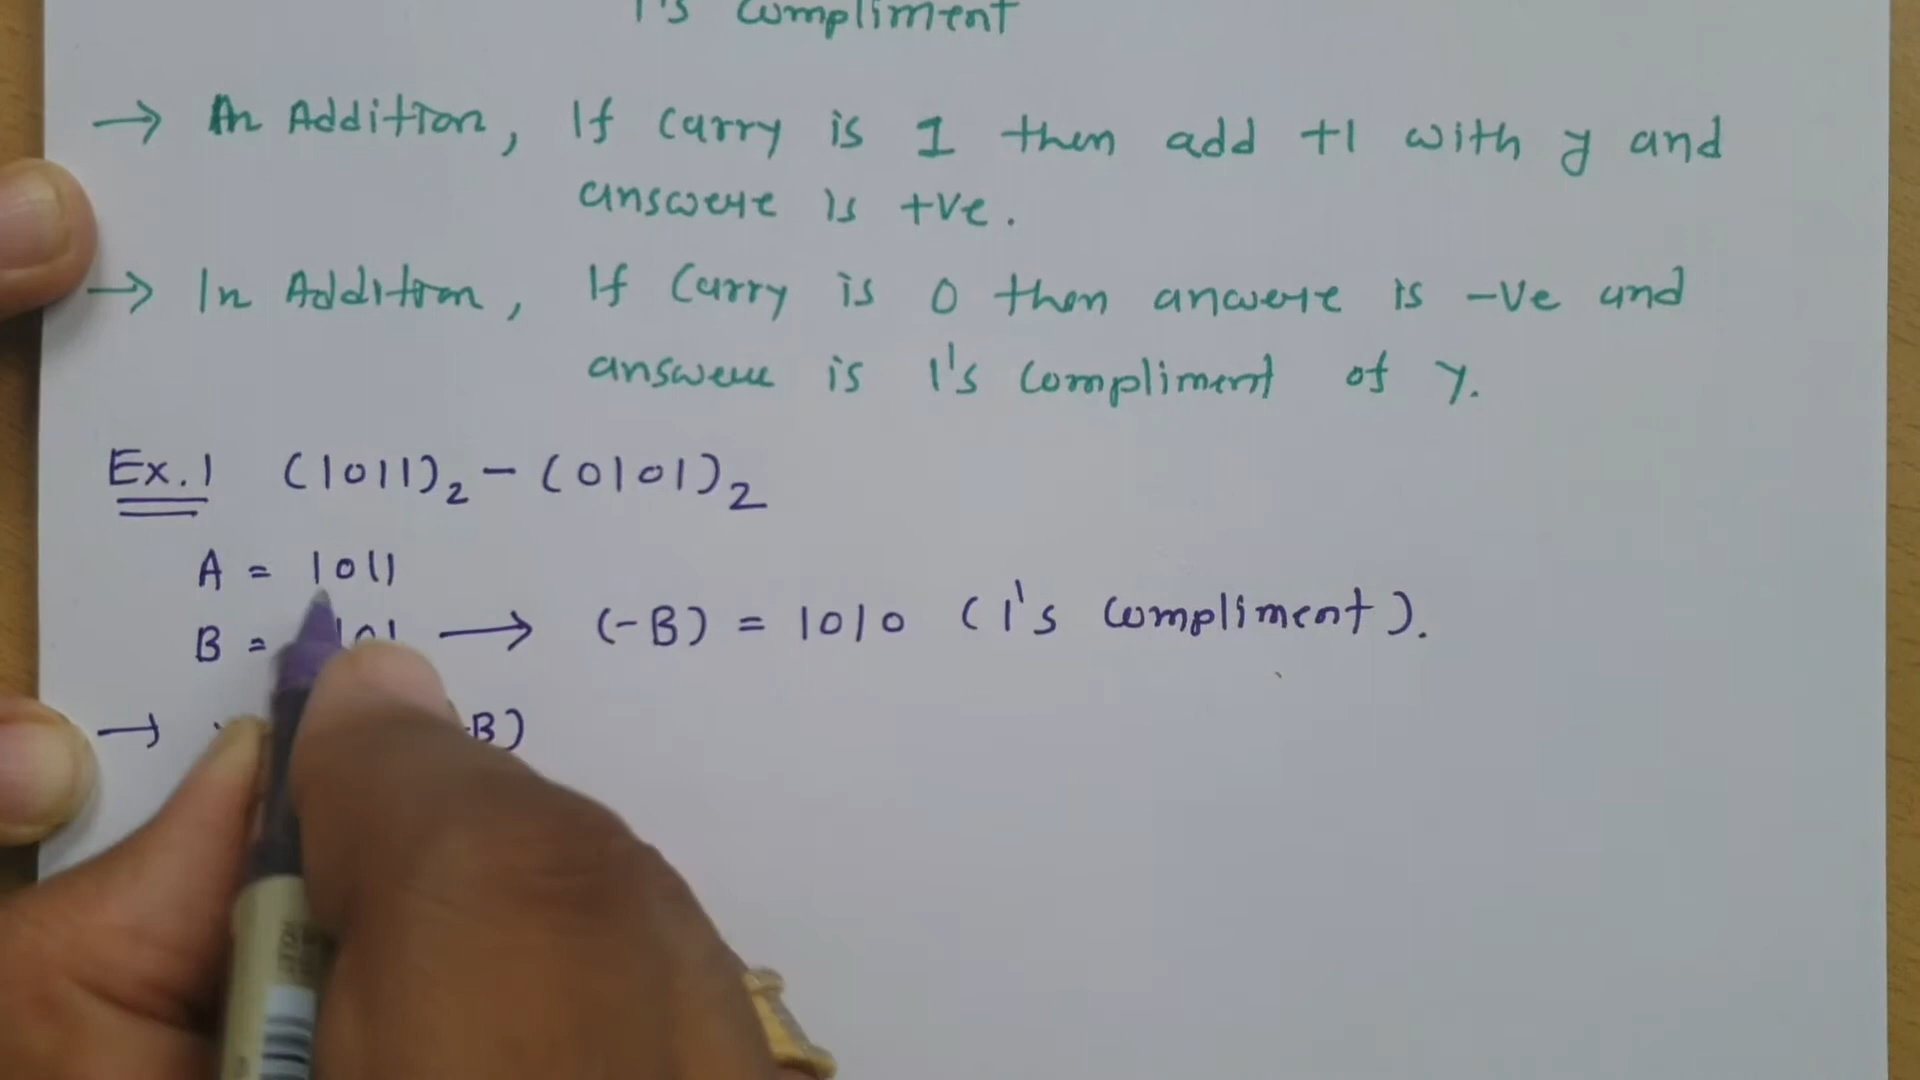 1's compliment
→ In Addition, If carry is 1 then add +1 with y and
answere is +ve.
→ In Addition, If Carry is 0 then anwere is -ve and
answere is 1's compliment of y.
Ex.1 (1011)₂ - (0101)₂
A = 1011
B = 101 → (-B) = 1010 (1's compliment).
→ -B)